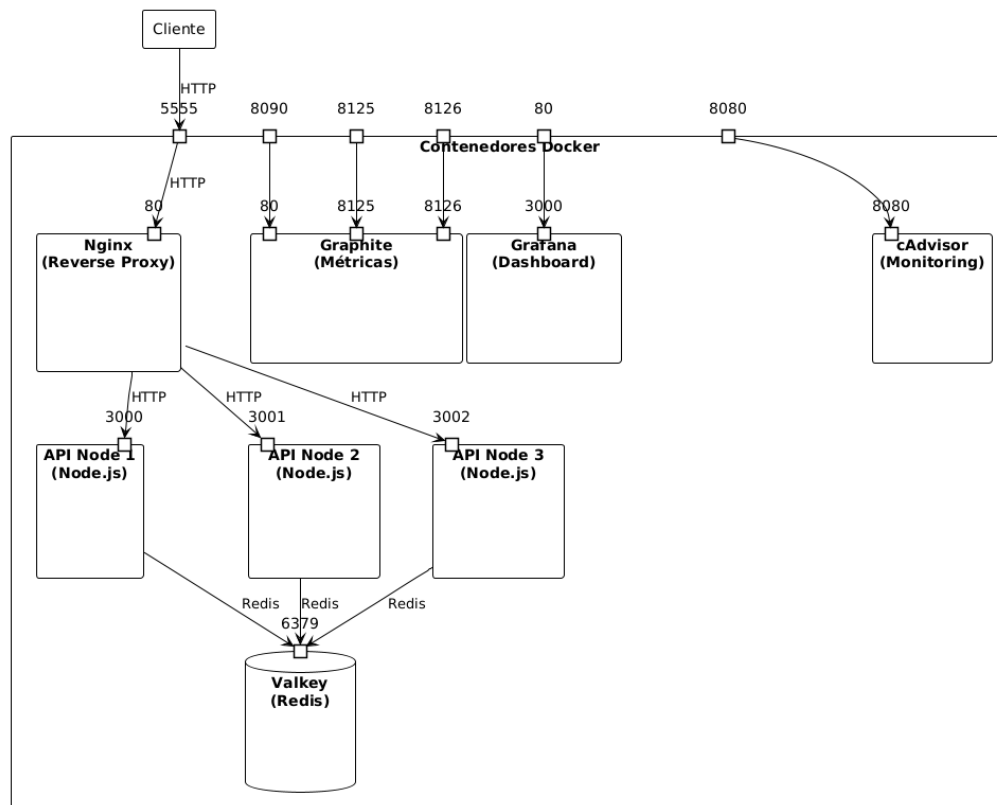 Cliente
HTTP
5555
8090
8125
8126
80
8080
Contenedores Docker
HTTP
80
80
8125
8126
3000
8080
Nginx
(Reverse Proxy)
Graphite
(Métricas)
Grafana
(Dashboard)
cAdvisor
(Monitoring)
HTTP
HTTP
HTTP
3000
3001
3002
API Node 1
(Node.js)
API Node 2
(Node.js)
API Node 3
(Node.js)
Redis
Redis
Redis
6379
Valkey
(Redis)